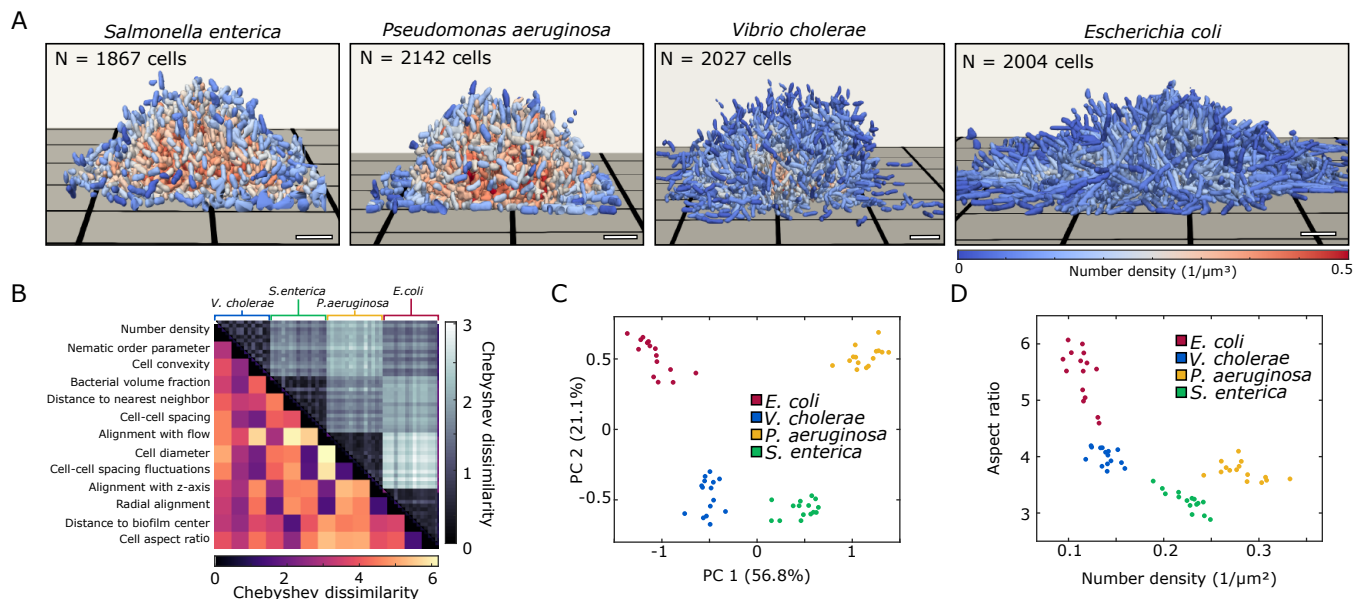 A
Salmonella enterica
Pseudomonas aeruginosa
Vibrio cholerae
Escherichia coli
N = 1867 cells
N = 2142 cells
N = 2027 cells
N = 2004 cells
0
0.5
Number density (1/μm³)
B
V. cholerae
S.enterica
P.aeruginosa
E.coli
Number density
Nematic order parameter
Cell convexity
Bacterial volume fraction
Distance to nearest neighbor
Cell-cell spacing
Alignment with flow
Cell diameter
Cell-cell spacing fluctuations
Alignment with z-axis
Radial alignment
Distance to biofilm center
Cell aspect ratio
3
2
1
0
Chebyshev dissimilarity
0 2 4 6
Chebyshev dissimilarity
C
PC 2 (21.1%)
0.5
0
-0.5
E. coli
V. cholerae
P. aeruginosa
S. enterica
-1 0 1
PC 1 (56.8%)
D
Aspect ratio
6
5
4
3
E. coli
V. cholerae
P. aeruginosa
S. enterica
0.1 0.2 0.3
Number density (1/μm²)